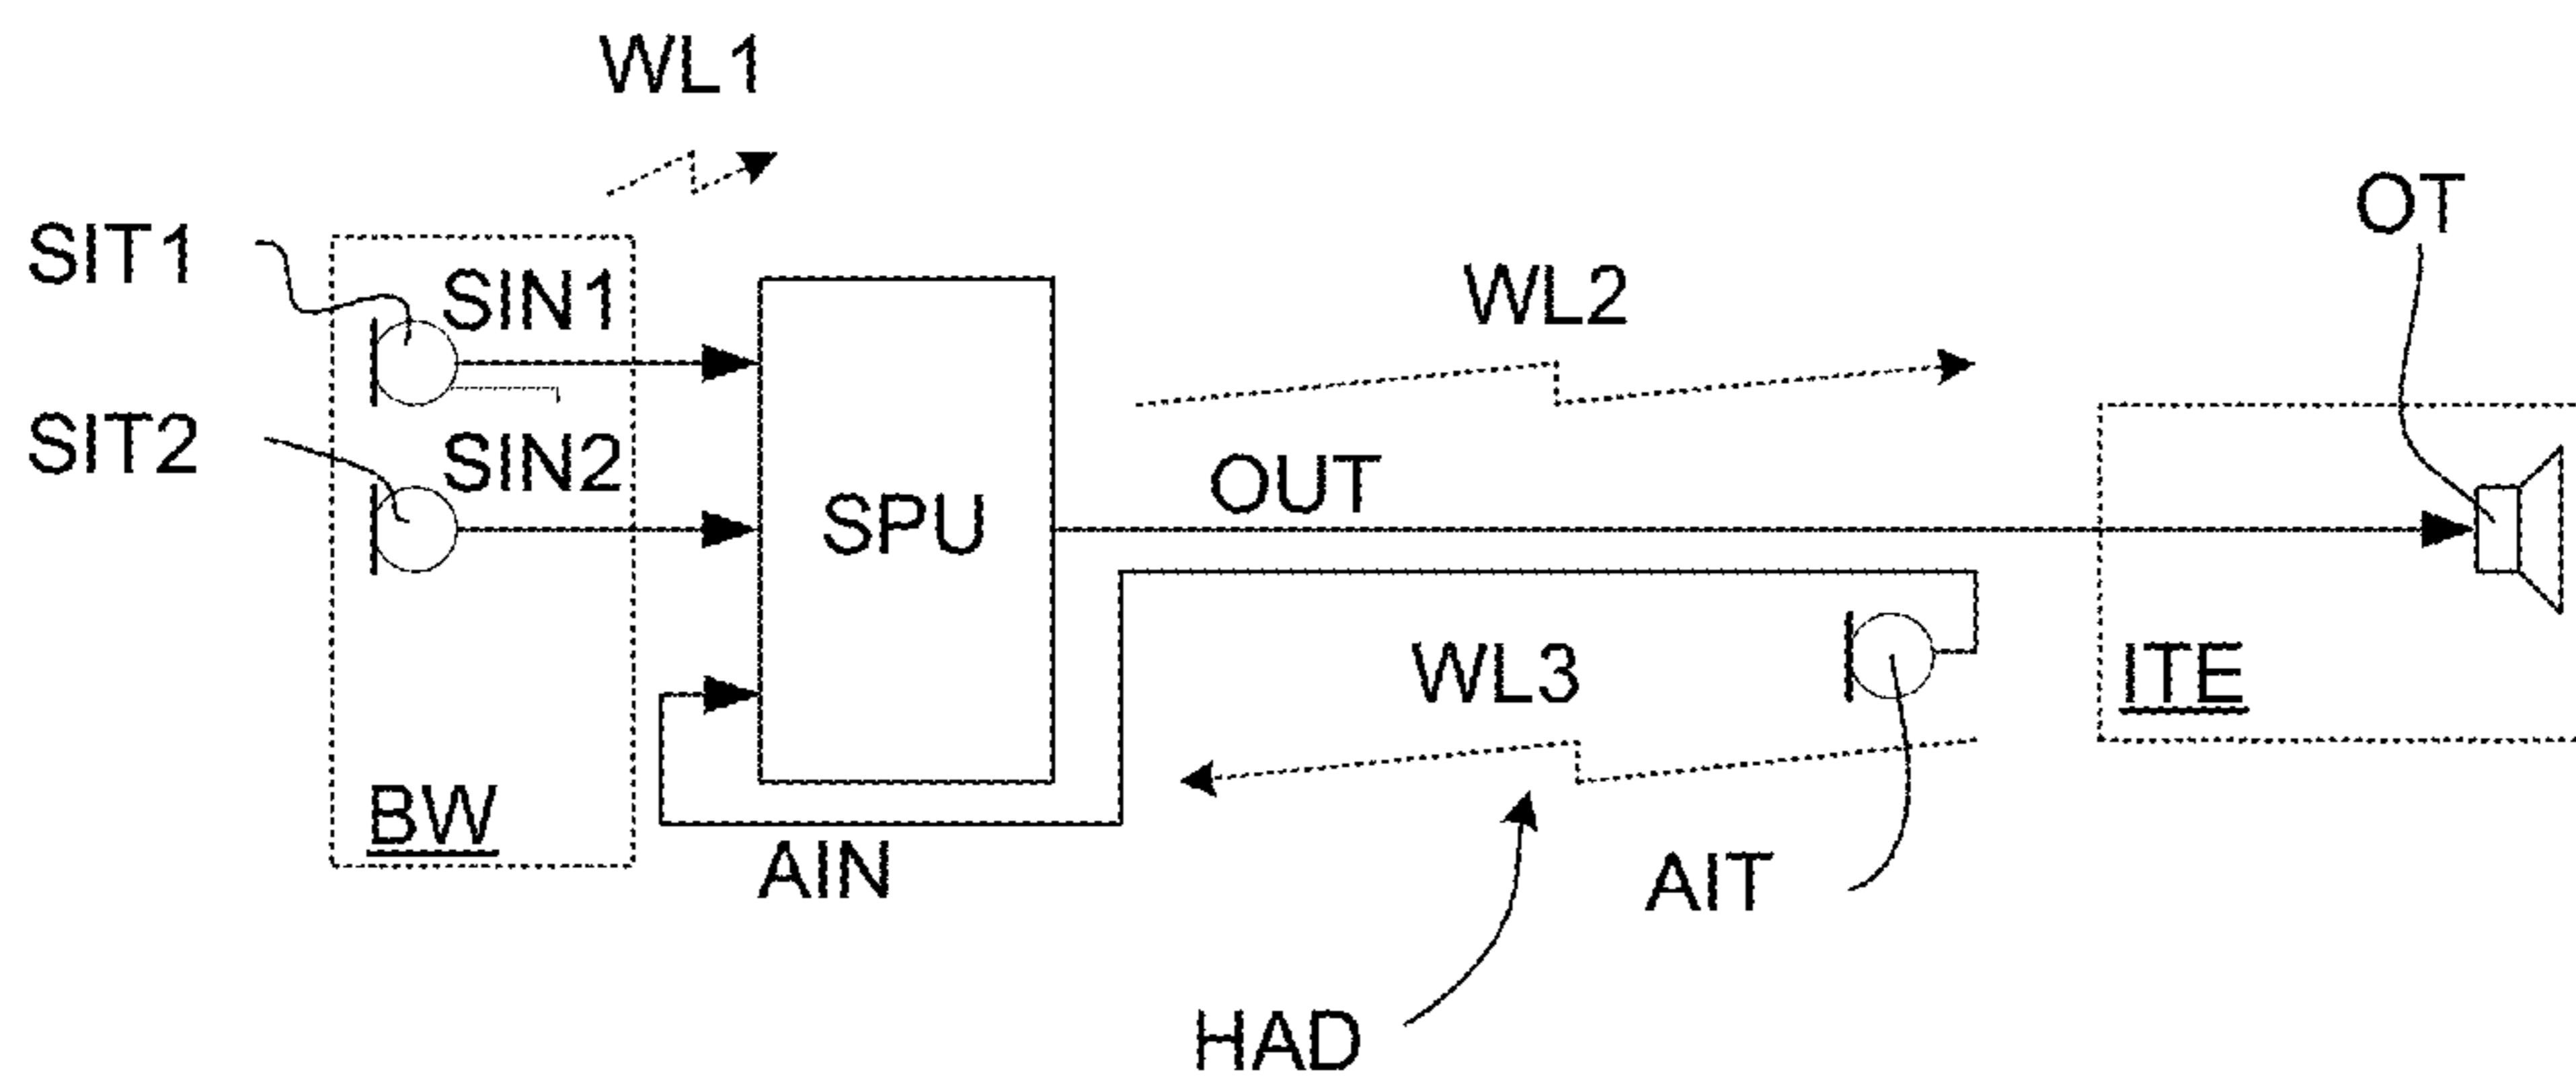 WL1
OT
SIT1
SIN1
WL2
SIT2
SIN2
OUT
SPU
WL3
ITE
BW
AIN
AIT
HAD